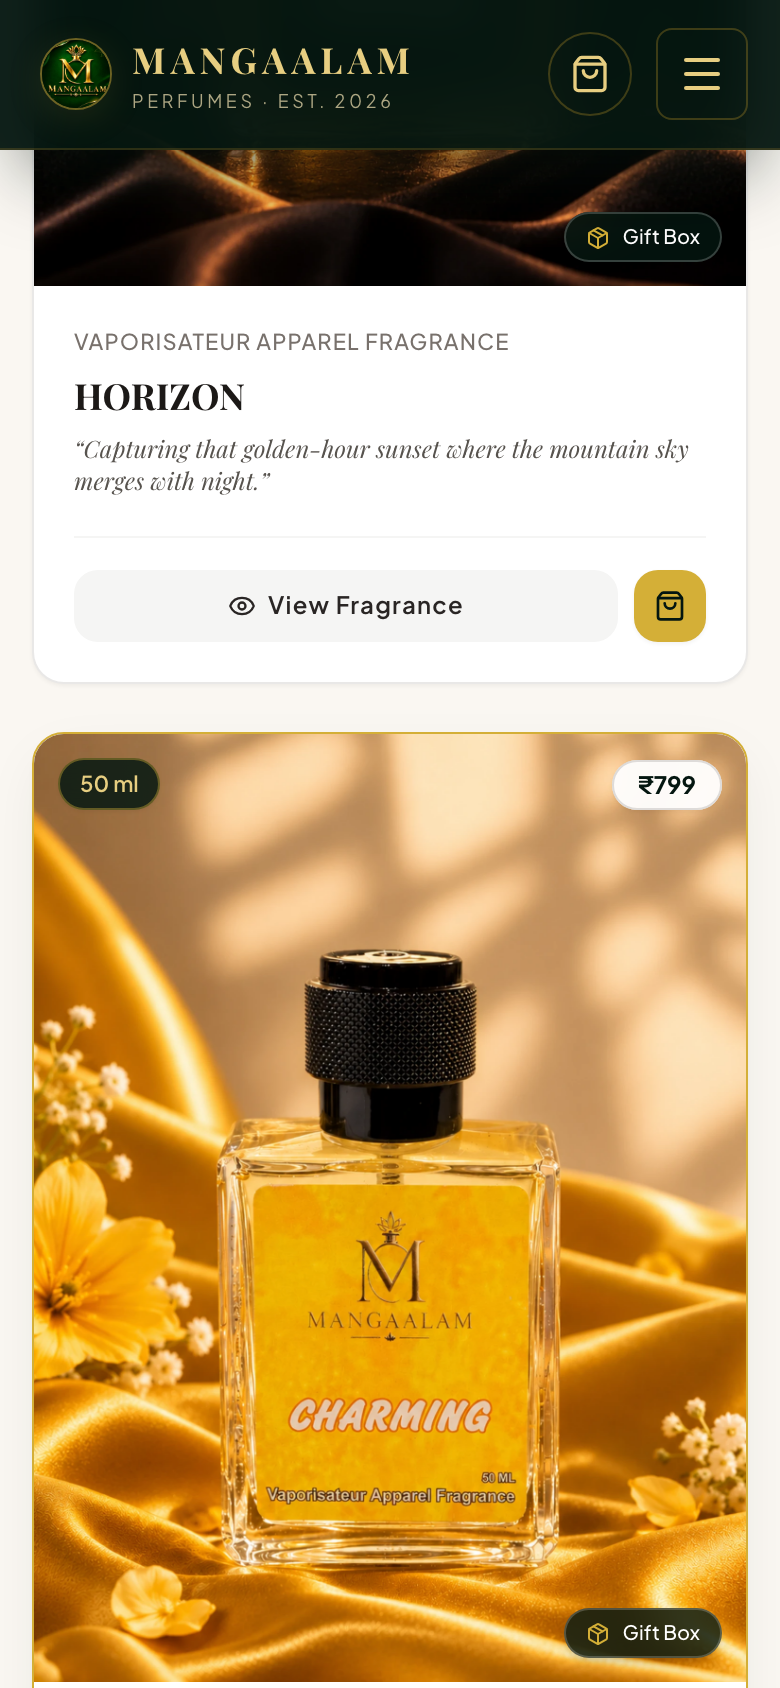 MANGAALAM
PERFUMES · EST. 2026
M
MANGAALAM
Gift Box
VAPORISATEUR APPAREL FRAGRANCE
HORIZON
“Capturing that golden-hour sunset where the mountain sky
merges with night.”
View Fragrance
50 ml
₹799
M
MANGAALAM
CHARMING
50 ML
Vaporisateur Apparel Fragrance
Gift Box